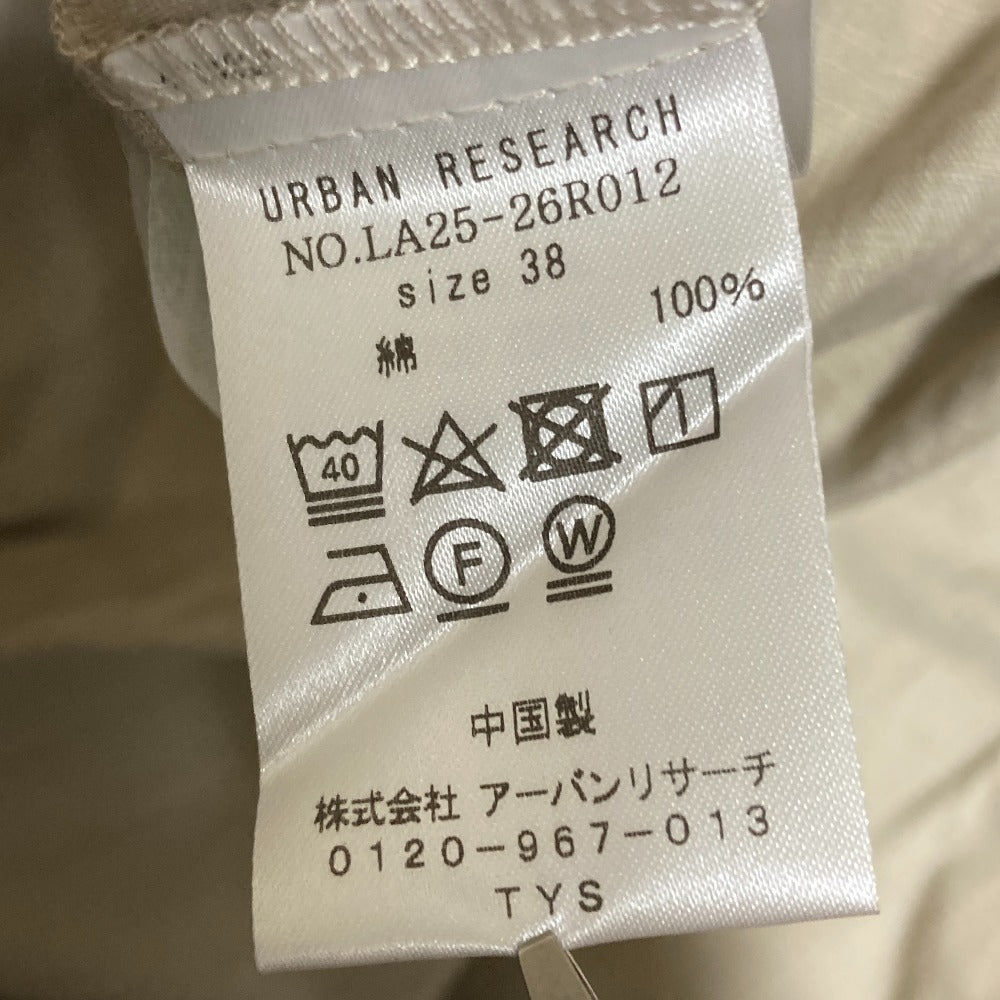 URBAN RESEARCH
NO.LA25-26R012
size 38
綿 100%
40
F W
中国製
株式会社 アーバンリサーチ
0120-967-013
TYS